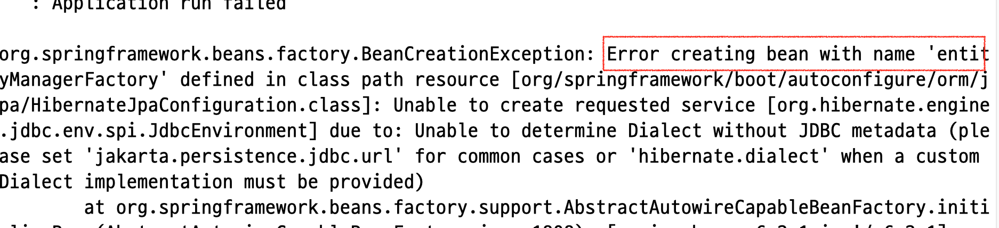 : Application run failed
org.springframework.beans.factory.BeanCreationException: Error creating bean with name 'entit
yManagerFactory' defined in class path resource [org/springframework/boot/autoconfigure/orm/j
pa/HibernateJpaConfiguration.class]: Unable to create requested service [org.hibernate.engine
.jdbc.env.spi.JdbcEnvironment] due to: Unable to determine Dialect without JDBC metadata (ple
ase set 'jakarta.persistence.jdbc.url' for common cases or 'hibernate.dialect' when a custom
Dialect implementation must be provided)
at org.springframework.beans.factory.support.AbstractAutowireCapableBeanFactory.initi